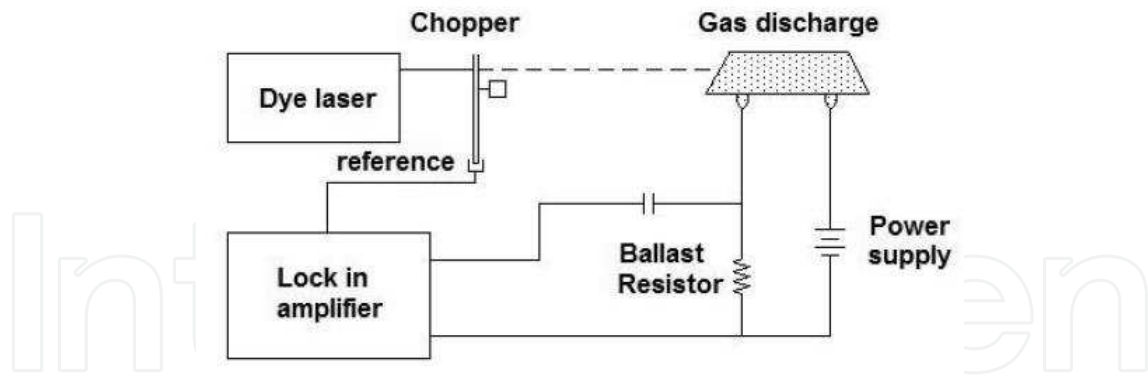 Chopper
Gas discharge
Dye laser
reference
Lock in
amplifier
Ballast
Resistor
Power
supply